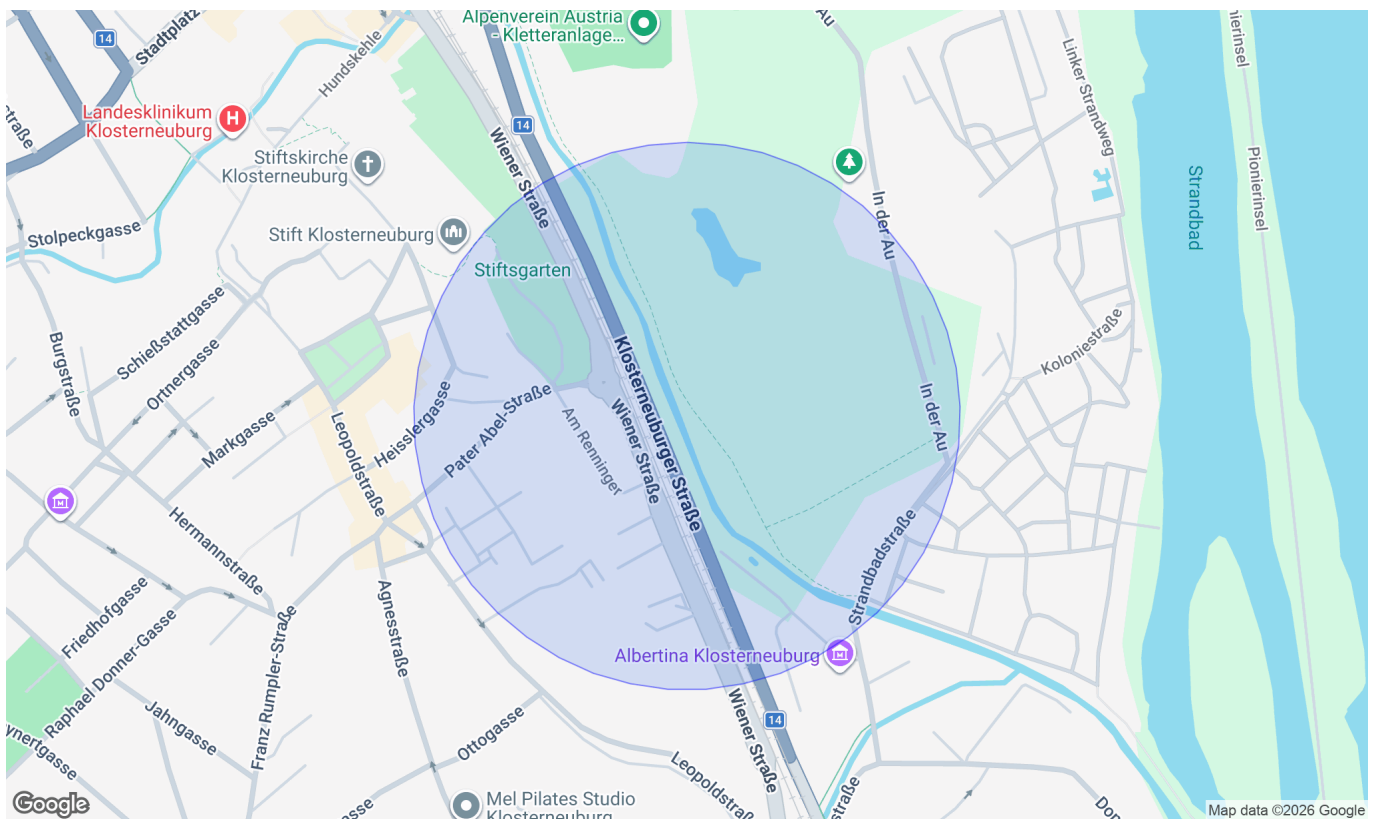 Alpenverein Austria
- Kletteranlage...
Au
14
Stadtplatz
Hundskehle
Landesklinikum
Klosterneuburg
H
14
Wiener Straße
Linker Strandweg
Pionierinsel
Strandbad
Stiftskirche
Klosterneuburg
Stolpeckgasse
Stift Klosterneuburg
In der Au
Stiftsgarten
Schießstattgasse
Ortnergasse
Burgstraße
Markgasse
Leopoldstraße
Heisslergasse
Pater Abel-Straße
Am Renninger
Wiener Straße
Klosterneuburger Straße
In der Au
Koloniestraße
Hermannstraße
Friedhofgasse
Raphael Donner-Gasse
Franz Rumpler-Straße
Agnesstraße
Strandbadstraße
Albertina Klosterneuburg
Jahngasse
Ottogasse
Wiener Straße
14
Leopoldstraß
Mel Pilates Studio
Klosterneuburg
Google
Map data ©2026 Google